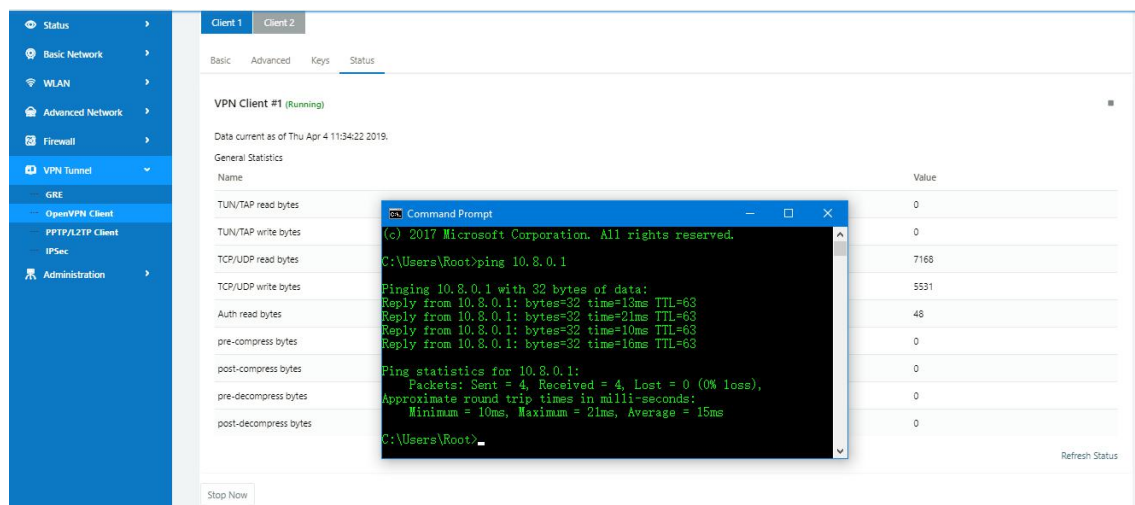 Status
Basic Network
WLAN
Advanced Network
Firewall
VPN Tunnel
GRE
OpenVPN Client
PPTP/L2TP Client
IPSec
Administration
Client 1 Client 2
Basic Advanced Keys Status
VPN Client #1 (Running)
Data current as of Thu Apr 4 11:34:22 2019.
General Statistics
Name Value
TUN/TAP read bytes 0
TUN/TAP write bytes 0
TCP/UDP read bytes 7168
TCP/UDP write bytes 5531
Auth read bytes 48
pre-compress bytes 0
post-compress bytes 0
pre-decompress bytes 0
post-decompress bytes 0
Refresh Status
Stop Now
Command Prompt
(c) 2017 Microsoft Corporation. All rights reserved.
C:\Users\Root>ping 10.8.0.1
Pinging 10.8.0.1 with 32 bytes of data:
Reply from 10.8.0.1: bytes=32 time=13ms TTL=63
Reply from 10.8.0.1: bytes=32 time=21ms TTL=63
Reply from 10.8.0.1: bytes=32 time=10ms TTL=63
Reply from 10.8.0.1: bytes=32 time=16ms TTL=63
Ping statistics for 10.8.0.1:
Packets: Sent = 4, Received = 4, Lost = 0 (0% loss),
Approximate round trip times in milli-seconds:
Minimum = 10ms, Maximum = 21ms, Average = 15ms
C:\Users\Root>